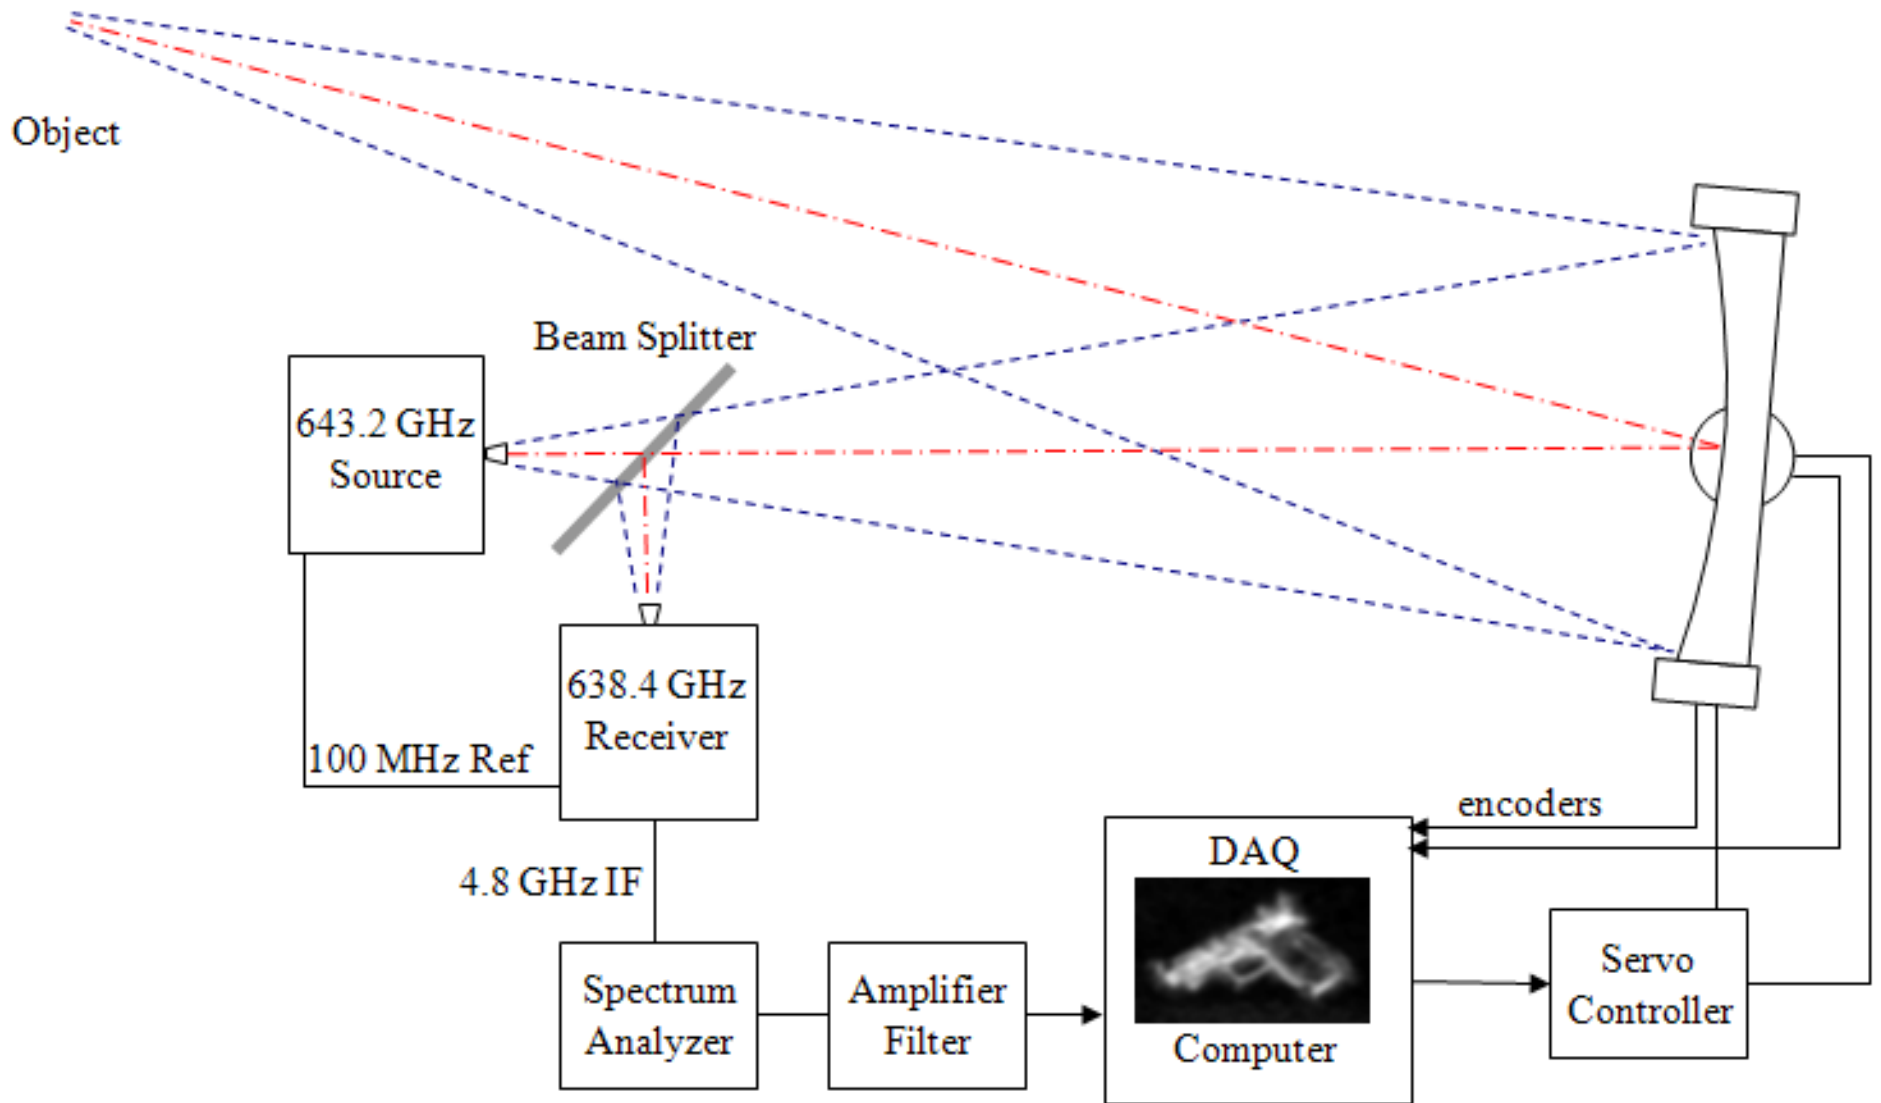 Object
Beam Splitter
643.2 GHz
Source
638.4 GHz
Receiver
100 MHz Ref
encoders
4.8 GHz IF
DAQ
Computer
Spectrum
Analyzer
Amplifier
Filter
Servo
Controller